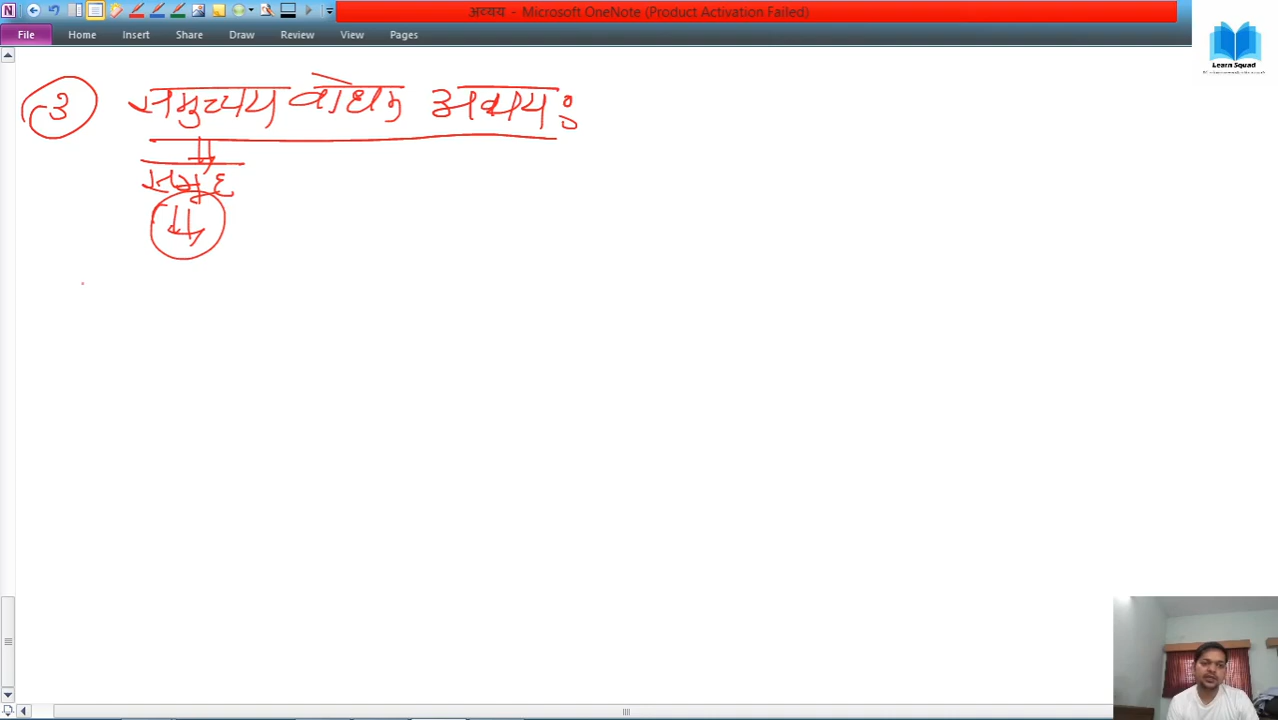 अव्यय - Microsoft OneNote (Product Activation Failed)
File Home Insert Share Draw Review View Pages
Learn Squad
३ समुच्चय बोधक अव्यय :
समूह